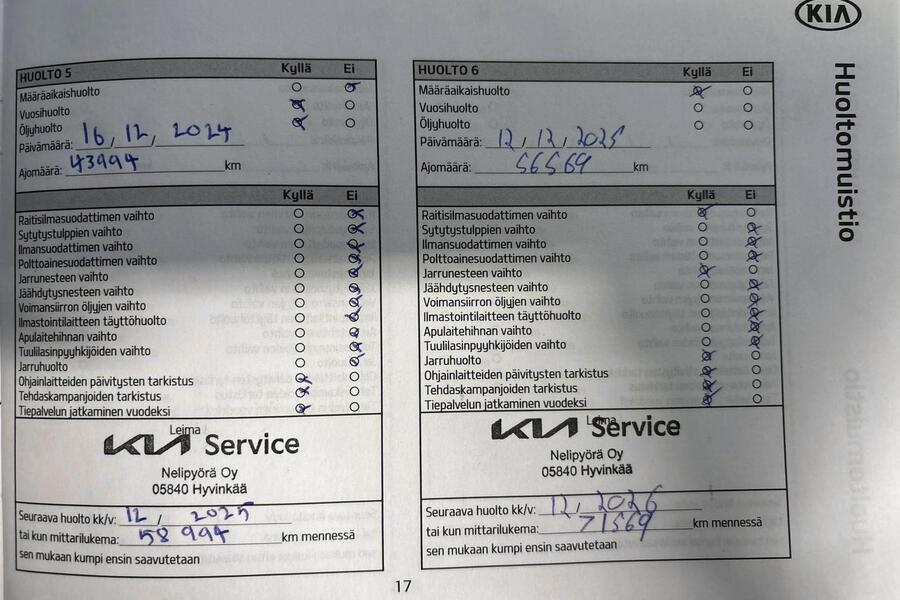 KIA
Huoltomuistio
HUOLTO 5 Kyllä Ei
Määräaikaishuolto
Vuosihuolto
Öljyhuolto
Päivämäärä: 16, 12, 2024
Ajomäärä: 43994 km
Kyllä Ei
Raitisilmasuodattimen vaihto
Sytytystulppien vaihto
Ilmansuodattimen vaihto
Polttoainesuodattimen vaihto
Jarrunesteen vaihto
Jäähdytysnesteen vaihto
Voimansiirron öljyjen vaihto
Ilmastointilaitteen täyttöhuolto
Apulaitehihnan vaihto
Tuulilasinpyyhkijöiden vaihto
Jarruhuolto
Ohjainlaitteiden päivitysten tarkistus
Tehdaskampanjoiden tarkistus
Tiepalvelun jatkaminen vuodeksi
Leima
KIA Service
Nelipyörä Oy
05840 Hyvinkää
Seuraava huolto kk/v: 12 / 2025
tai kun mittarilukema: 58 994 km mennessä
sen mukaan kumpi ensin saavutetaan
HUOLTO 6 Kyllä Ei
Määräaikaishuolto
Vuosihuolto
Öljyhuolto
Päivämäärä: 12, 12, 2025
Ajomäärä: 56569 km
Kyllä Ei
Raitisilmasuodattimen vaihto
Sytytystulppien vaihto
Ilmansuodattimen vaihto
Polttoainesuodattimen vaihto
Jarrunesteen vaihto
Jäähdytysnesteen vaihto
Voimansiirron öljyjen vaihto
Ilmastointilaitteen täyttöhuolto
Apulaitehihnan vaihto
Tuulilasinpyyhkijöiden vaihto
Jarruhuolto
Ohjainlaitteiden päivitysten tarkistus
Tehdaskampanjoiden tarkistus
Tiepalvelun jatkaminen vuodeksi
Leima
KIA Service
Nelipyörä Oy
05840 Hyvinkää
Seuraava huolto kk/v: 12 / 2026
tai kun mittarilukema: 71569 km mennessä
sen mukaan kumpi ensin saavutetaan
17